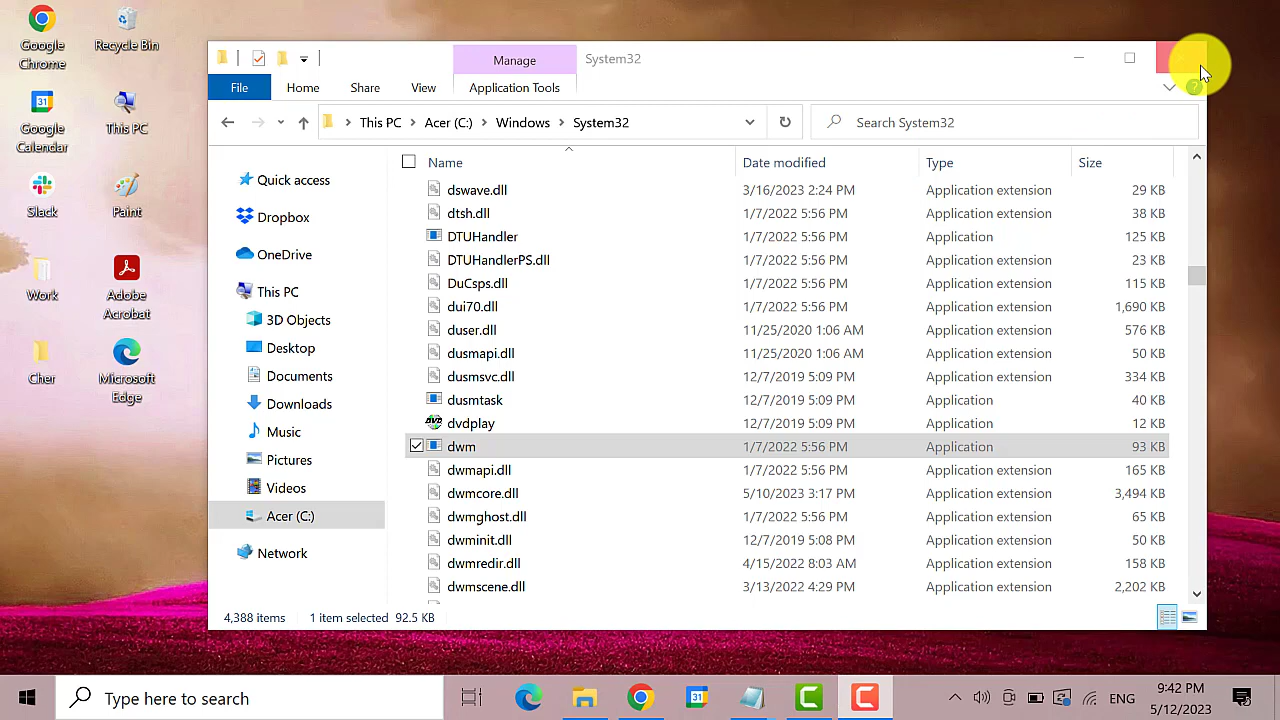 Google
Chrome
Recycle Bin
Google
Calendar
This PC
Slack
Paint
Work
Adobe
Acrobat
Cher
Microsoft
Edge
Manage
System32
File
Home
Share
View
Application Tools
This PC
Acer (C:)
Windows
System32
Search System32
Quick access
Dropbox
OneDrive
This PC
3D Objects
Desktop
Documents
Downloads
Music
Pictures
Videos
Acer (C:)
Network
Name Date modified Type Size
dswave.dll 3/16/2023 2:24 PM Application extension 29 KB
dtsh.dll 1/7/2022 5:56 PM Application extension 38 KB
DTUHandler 1/7/2022 5:56 PM Application 125 KB
DTUHandlerPS.dll 1/7/2022 5:56 PM Application extension 23 KB
DuCsps.dll 1/7/2022 5:56 PM Application extension 115 KB
dui70.dll 1/7/2022 5:56 PM Application extension 1,690 KB
duser.dll 11/25/2020 1:06 AM Application extension 576 KB
dusmapi.dll 11/25/2020 1:06 AM Application extension 50 KB
dusmsvc.dll 12/7/2019 5:09 PM Application extension 334 KB
dusmtask 12/7/2019 5:09 PM Application 40 KB
dvdplay 12/7/2019 5:09 PM Application 12 KB
dwm 1/7/2022 5:56 PM Application 93 KB
dwmapi.dll 1/7/2022 5:56 PM Application extension 165 KB
dwmcore.dll 5/10/2023 3:17 PM Application extension 3,494 KB
dwmghost.dll 1/7/2022 5:56 PM Application extension 65 KB
dwminit.dll 12/7/2019 5:08 PM Application extension 50 KB
dwmredir.dll 4/15/2022 8:03 AM Application extension 158 KB
dwmscene.dll 3/13/2022 4:29 PM Application extension 2,202 KB
4,388 items 1 item selected 92.5 KB
Type here to search
ENG
9:42 PM
5/12/2023